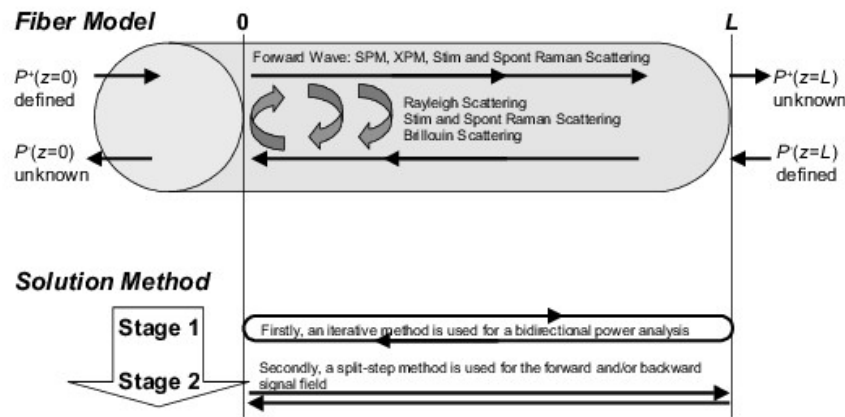 Fiber Model
0
L
Forward Wave: SPM, XPM, Stim and Spont Raman Scattering
P⁺(z=0)
defined
P⁺(z=L)
unknown
Rayleigh Scattering
Stim and Spont Raman Scattering
Brillouin Scattering
P⁻(z=0)
unknown
P⁻(z=L)
defined
Solution Method
Stage 1
Firstly, an iterative method is used for a bidirectional power analysis
Stage 2
Secondly, a split-step method is used for the forward and/or backward
signal field